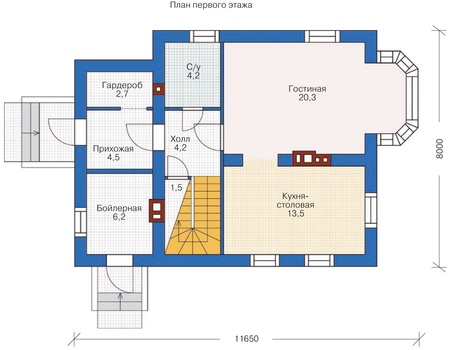 План первого этажа
С/у
4,2
Гардероб
2,7
Гостиная
20,3
Прихожая
4,5
Холл
4,2
1,5
Бойлерная
6,2
Кухня-
столовая
13,5
8000
11650